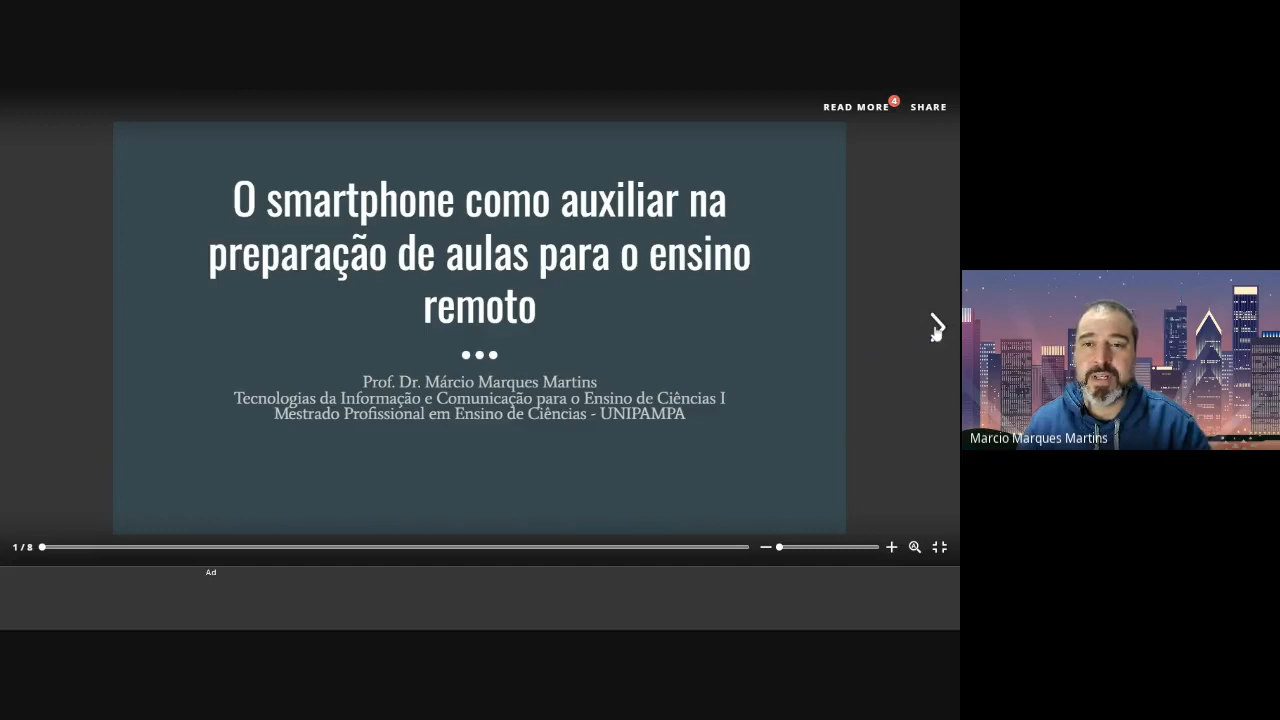 READ MORE 4 SHARE
O smartphone como auxiliar na
preparação de aulas para o ensino
remoto
Prof. Dr. Márcio Marques Martins
Tecnologias da Informação e Comunicação para o Ensino de Ciências I
Mestrado Profissional em Ensino de Ciências - UNIPAMPA
Marcio Marques Martins
1 / 8
Ad